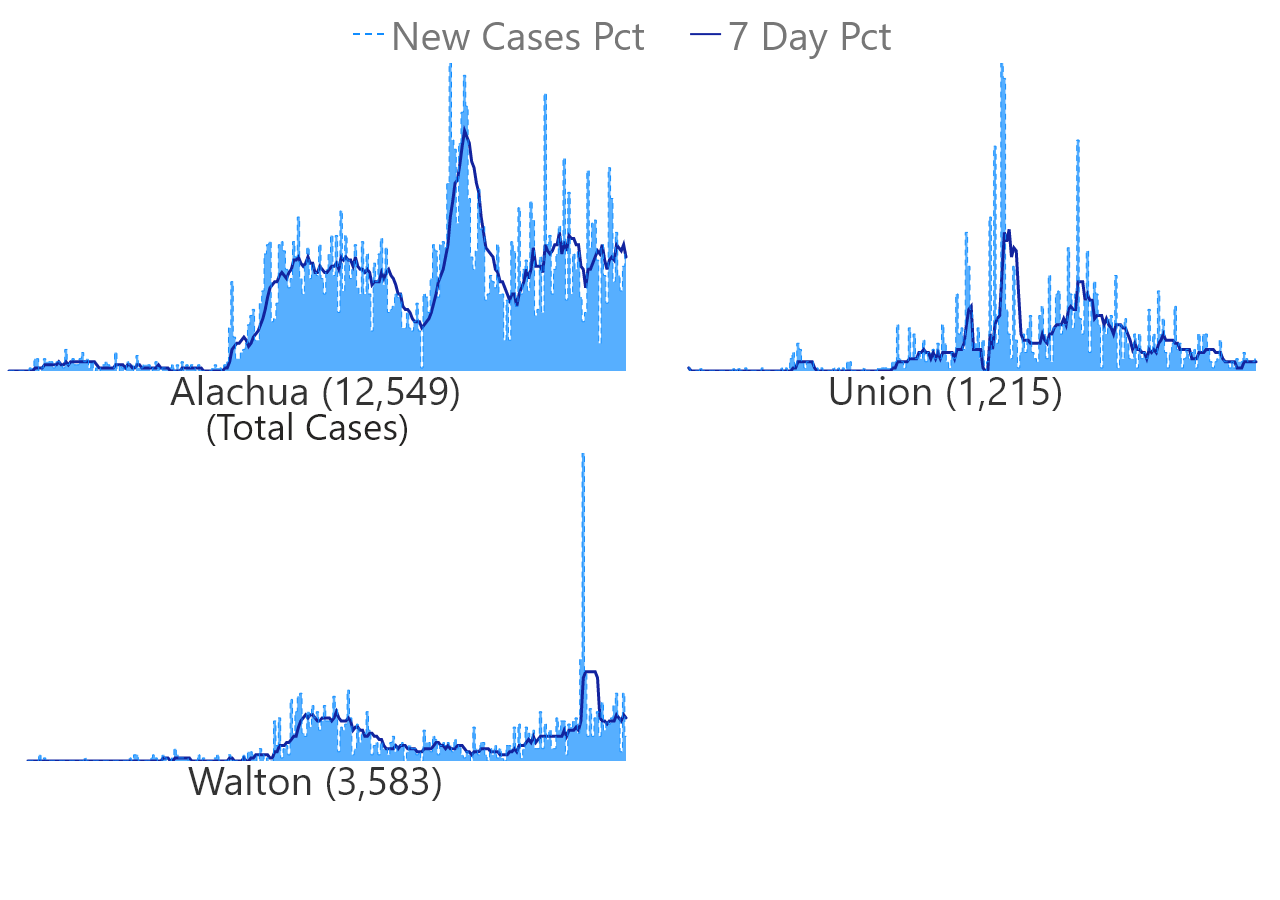 New Cases Pct 7 Day Pct
Alachua (12,549)
(Total Cases)
Union (1,215)
Walton (3,583)